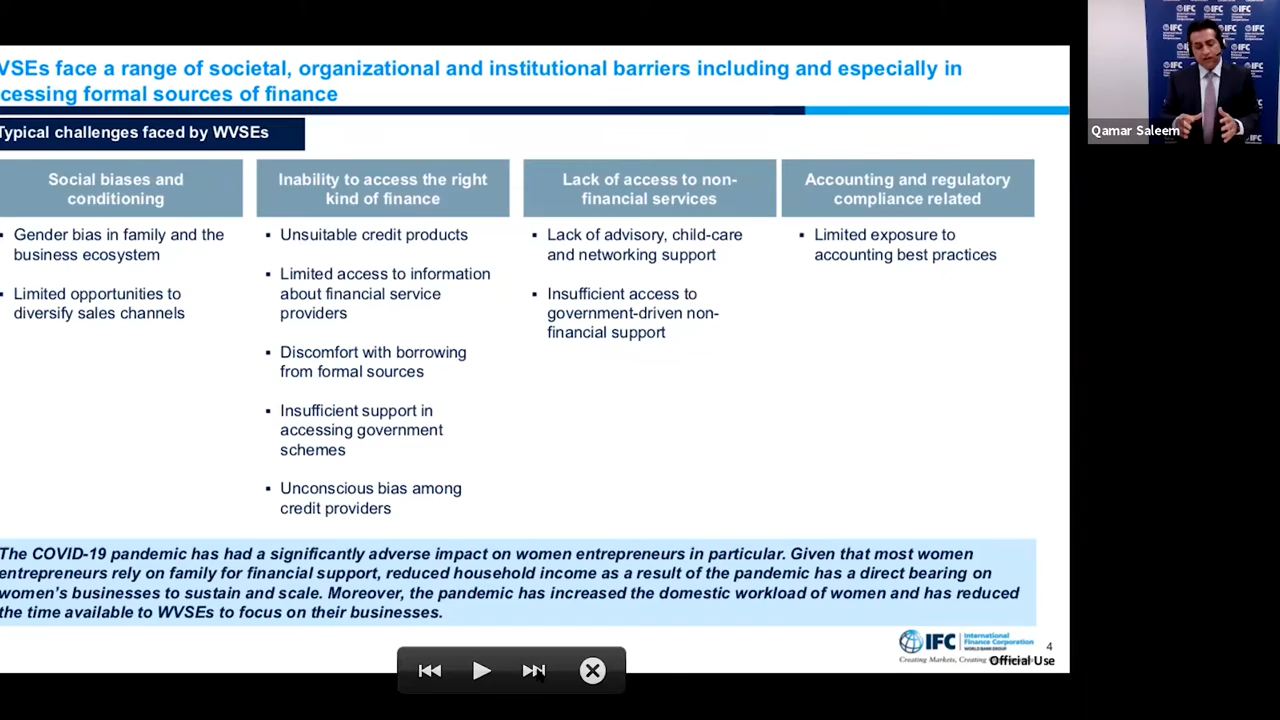 VSEs face a range of societal, organizational and institutional barriers including and especially in
cessing formal sources of finance
Typical challenges faced by WVSEs
Social biases and
conditioning
▪ Gender bias in family and the
business ecosystem
▪ Limited opportunities to
diversify sales channels
Inability to access the right
kind of finance
▪ Unsuitable credit products
▪ Limited access to information
about financial service
providers
▪ Discomfort with borrowing
from formal sources
▪ Insufficient support in
accessing government
schemes
▪ Unconscious bias among
credit providers
Lack of access to non-
financial services
▪ Lack of advisory, child-care
and networking support
▪ Insufficient access to
government-driven non-
financial support
Accounting and regulatory
compliance related
▪ Limited exposure to
accounting best practices
The COVID-19 pandemic has had a significantly adverse impact on women entrepreneurs in particular. Given that most women
entrepreneurs rely on family for financial support, reduced household income as a result of the pandemic has a direct bearing on
women's businesses to sustain and scale. Moreover, the pandemic has increased the domestic workload of women and has reduced
the time available to WVSEs to focus on their businesses.
IFC
International
Finance Corporation
WORLD BANK GROUP
Creating Markets, Creating
4
Official Use
Qamar Saleem
IFC